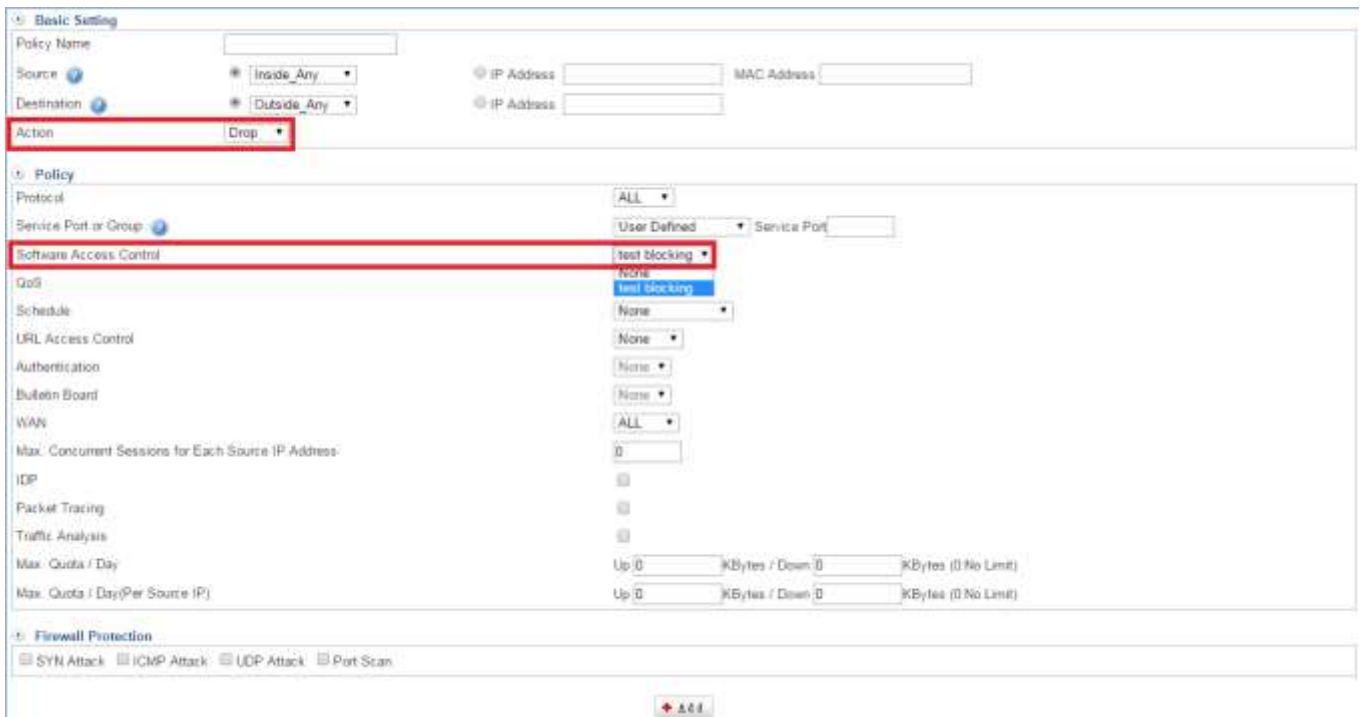 Basic Setting
Policy Name
Source Inside_Any IP Address MAC Address
Destination Outside_Any IP Address
Action Drop
Policy
Protocol ALL
Service Port or Group User Defined Service Port
Software Access Control test blocking
None
QoS test blocking
Schedule None
URL Access Control None
Authentication None
Bulletin Board None
WAN ALL
Max. Concurrent Sessions for Each Source IP Address 0
IDP
Packet Tracing
Traffic Analysis
Max. Quota / Day Up 0 KBytes / Down 0 KBytes (0:No Limit)
Max. Quota / Day(Per Source IP) Up 0 KBytes / Down 0 KBytes (0:No Limit)
Firewall Protection
SYN Attack ICMP Attack UDP Attack Port Scan
Add